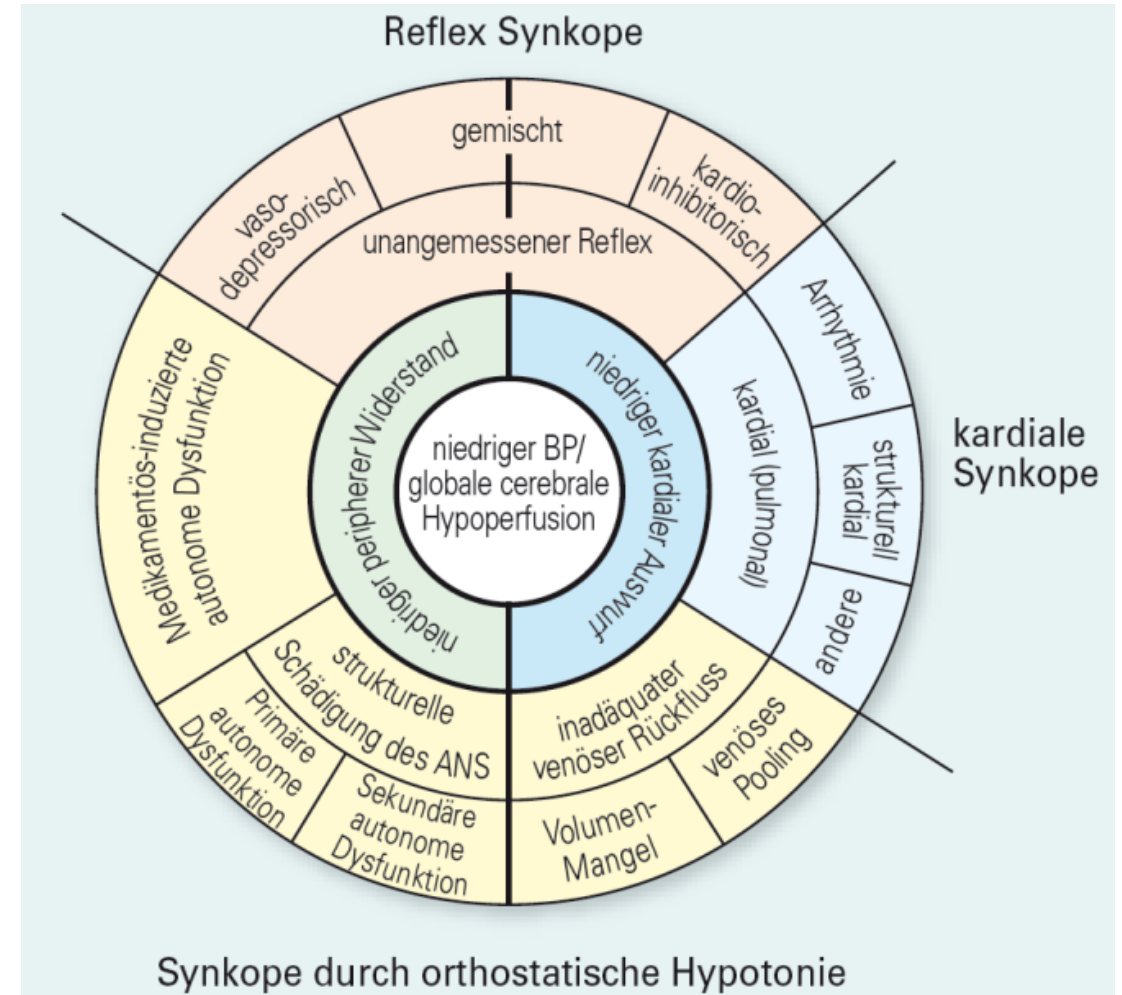 Reflex Synkope
gemischt
vaso-
depressorisch
kardio-
inhibitorisch
unangemessener Reflex
Arrhythmie
strukturell
kardial
andere
kardial (pulmonal)
kardiale
Synkope
niedriger peripherer Widerstand
niedriger kardialer Auswurf
niedriger BP/
globale cerebrale
Hypoperfusion
Medikamentös-induzierte
autonome Dysfunktion
strukturelle
Schädigung des ANS
Primäre
autonome
Dysfunktion
Sekundäre
autonome
Dysfunktion
inadäquater
venöser Rückfluss
Volumen-
Mangel
venöses
Pooling
Synkope durch orthostatische Hypotonie